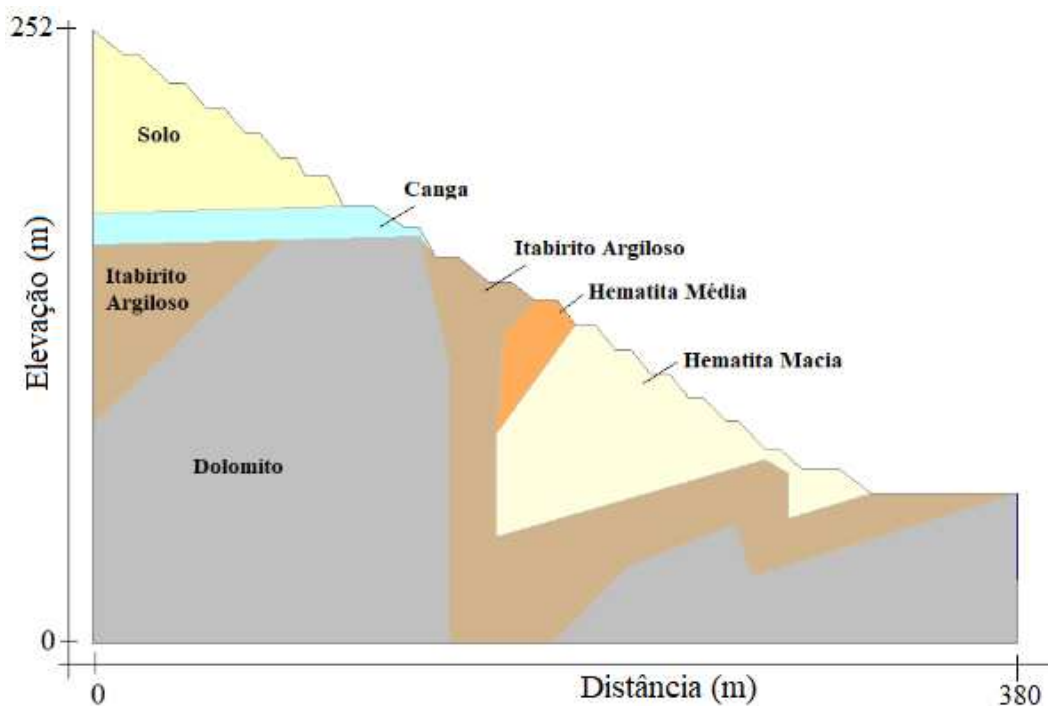 252
Solo
Canga
Itabirito Argiloso
Itabirito
Argiloso
Hematita Média
Hematita Macia
Elevação (m)
Dolomito
0
0
Distância (m)
380